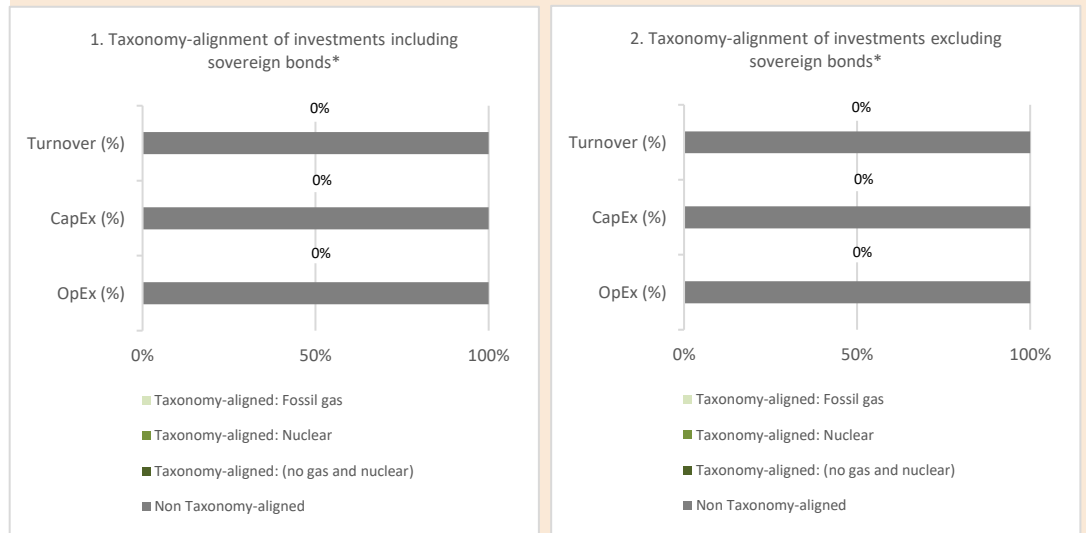 1. Taxonomy-alignment of investments including
sovereign bonds*
0%
Turnover (%)
0%
CapEx (%)
0%
OpEx (%)
0%
50%
100%
Taxonomy-aligned: Fossil gas
Taxonomy-aligned: Nuclear
Taxonomy-aligned: (no gas and nuclear)
Non Taxonomy-aligned
2. Taxonomy-alignment of investments excluding
sovereign bonds*
0%
Turnover (%)
0%
CapEx (%)
0%
OpEx (%)
0%
50%
100%
Taxonomy-aligned: Fossil gas
Taxonomy-aligned: Nuclear
Taxonomy-aligned: (no gas and nuclear)
Non Taxonomy-aligned